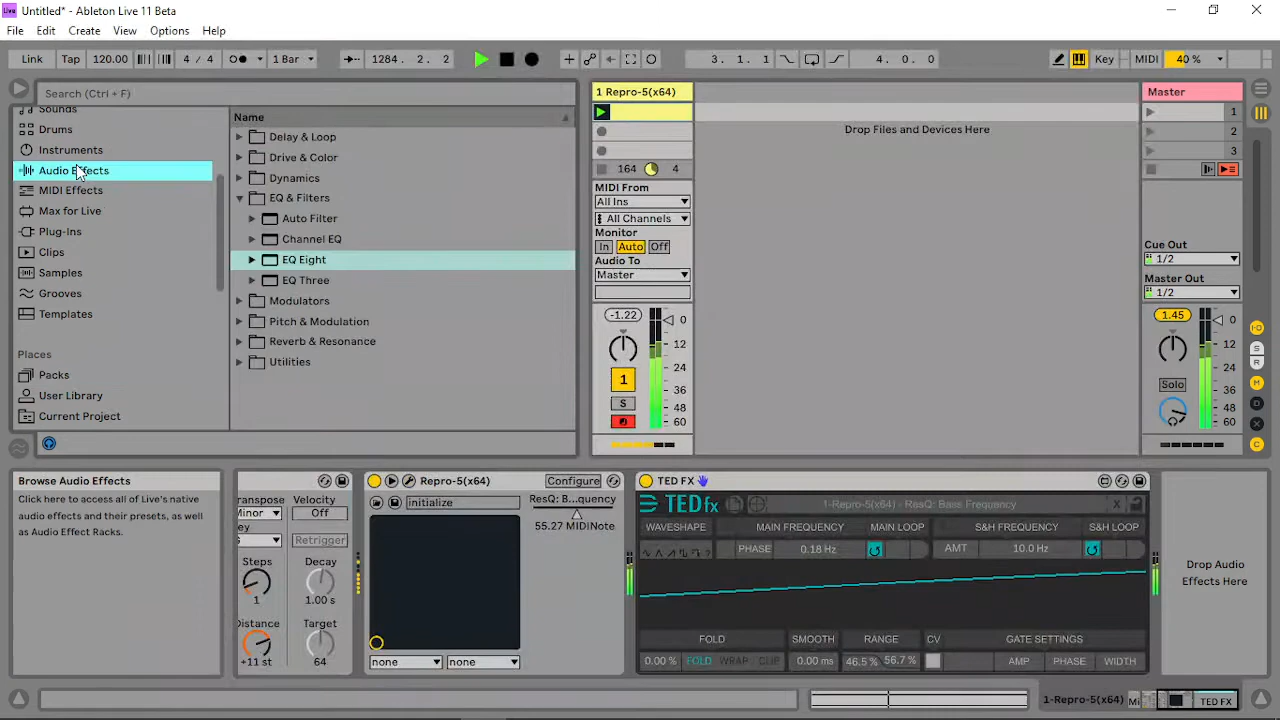 Untitled* - Ableton Live 11 Beta
File Edit Create View Options Help
Link Tap 120.00 4 / 4 1 Bar 1284. 2. 2 3. 1. 1 4. 0. 0 Key MIDI 40 %
Search (Ctrl + F)
Sounds
Drums
Instruments
Audio Effects
MIDI Effects
Max for Live
Plug-Ins
Clips
Samples
Grooves
Templates
Places
Packs
User Library
Current Project
Name
Delay & Loop
Drive & Color
Dynamics
EQ & Filters
Auto Filter
Channel EQ
EQ Eight
EQ Three
Modulators
Pitch & Modulation
Reverb & Resonance
Utilities
1 Repro-5(x64)
164 4
MIDI From
All Ins
All Channels
Monitor
In Auto Off
Audio To
Master
-1.22
0
12
24
36
48
60
1
S
Drop Files and Devices Here
Master
1
2
3
Cue Out
1/2
Master Out
1/2
1.45
0
12
24
36
48
60
Solo
I-O
S
R
M
D
X
C
Browse Audio Effects
Click here to access all of Live's native
audio effects and their presets, as well
as Audio Effect Racks.
ranspose
Minor
ey
Steps
1
Distance
+11 st
Velocity
Off
Retrigger
Decay
1.00 s
Target
64
Repro-5(x64) Configure
initialize
none none
ResQ: B...quency
55.27 MIDINote
TED FX
TEDfx 1-Repro-5(x64) - ResQ: Bass Frequency X
WAVESHAPE MAIN FREQUENCY MAIN LOOP S&H FREQUENCY S&H LOOP
PHASE 0.18 Hz AMT 10.0 Hz
FOLD SMOOTH RANGE CV GATE SETTINGS
0.00 % FOLD WRAP CLIP 0.00 ms 46.5 % 56.7 % AMP PHASE WIDTH
Drop Audio
Effects Here
1-Repro-5(x64) Mi TED FX